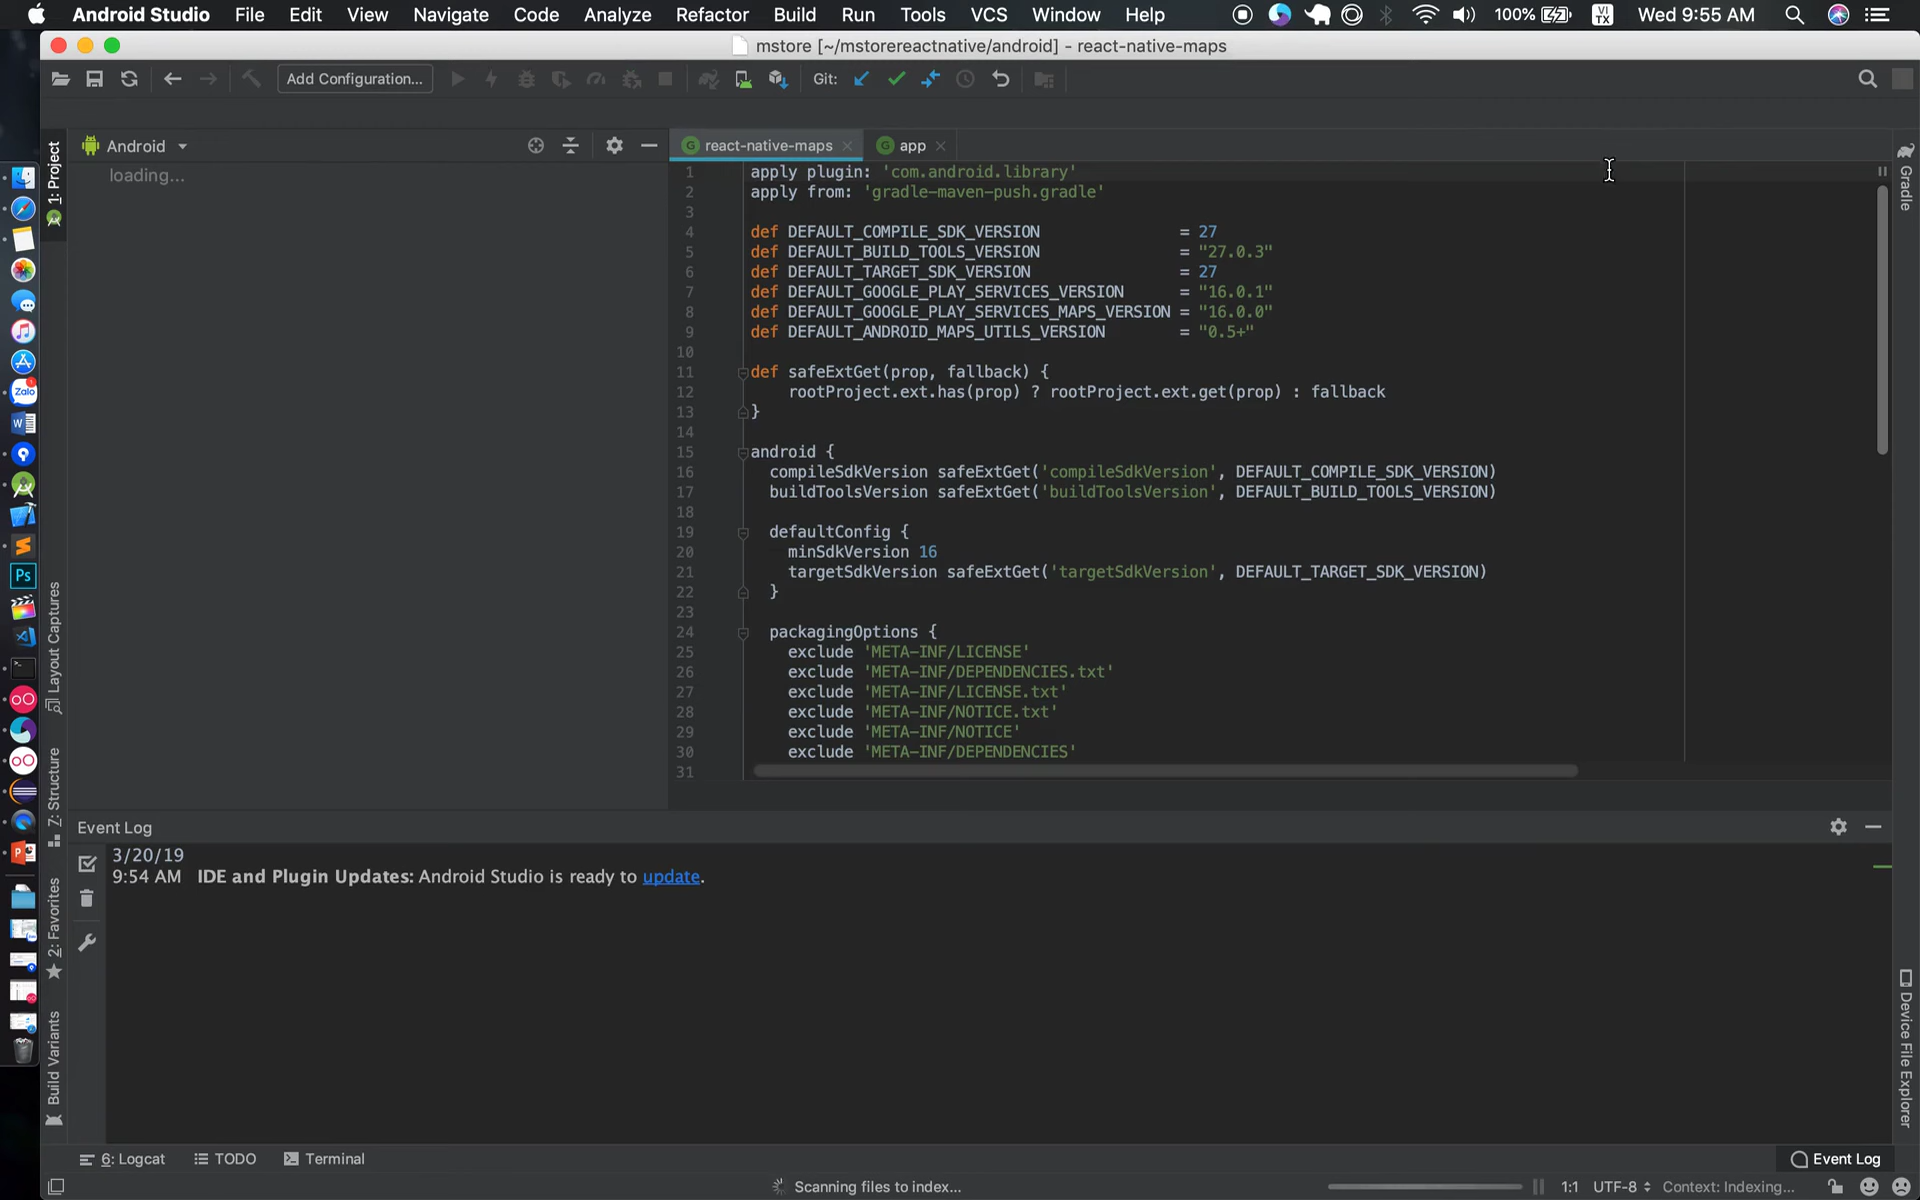 Android Studio File Edit View Navigate Code Analyze Refactor Build Run Tools VCS Window Help 100% VI TX Wed 9:55 AM
mstore [~/mstorereactnative/android] - react-native-maps
Add Configuration... Git:
1: Project
Android
react-native-maps
app
Gradle
loading...
1 apply plugin: 'com.android.library'
2 apply from: 'gradle-maven-push.gradle'
3
4 def DEFAULT_COMPILE_SDK_VERSION = 27
5 def DEFAULT_BUILD_TOOLS_VERSION = "27.0.3"
6 def DEFAULT_TARGET_SDK_VERSION = 27
7 def DEFAULT_GOOGLE_PLAY_SERVICES_VERSION = "16.0.1"
8 def DEFAULT_GOOGLE_PLAY_SERVICES_MAPS_VERSION = "16.0.0"
9 def DEFAULT_ANDROID_MAPS_UTILS_VERSION = "0.5+"
10
11 def safeExtGet(prop, fallback) {
12 rootProject.ext.has(prop) ? rootProject.ext.get(prop) : fallback
13 }
14
15 android {
16 compileSdkVersion safeExtGet('compileSdkVersion', DEFAULT_COMPILE_SDK_VERSION)
17 buildToolsVersion safeExtGet('buildToolsVersion', DEFAULT_BUILD_TOOLS_VERSION)
18
19 defaultConfig {
20 minSdkVersion 16
21 targetSdkVersion safeExtGet('targetSdkVersion', DEFAULT_TARGET_SDK_VERSION)
22 }
23
24 packagingOptions {
25 exclude 'META-INF/LICENSE'
26 exclude 'META-INF/DEPENDENCIES.txt'
27 exclude 'META-INF/LICENSE.txt'
28 exclude 'META-INF/NOTICE.txt'
29 exclude 'META-INF/NOTICE'
30 exclude 'META-INF/DEPENDENCIES'
31
Zalo
1
W
Ps
P
Layout Captures
7: Structure
2: Favorites
Build Variants
Device File Explorer
Event Log
3/20/19
9:54 AM IDE and Plugin Updates: Android Studio is ready to update.
6: Logcat TODO Terminal Event Log
Scanning files to index... 1:1 UTF-8 Context: Indexing...